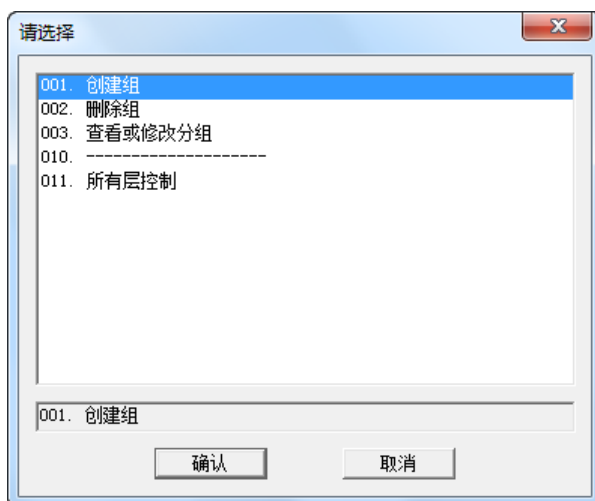 请选择
001. 创建组
002. 删除组
003. 查看或修改分组
010. --------------------
011. 所有层控制
001. 创建组
确认
取消